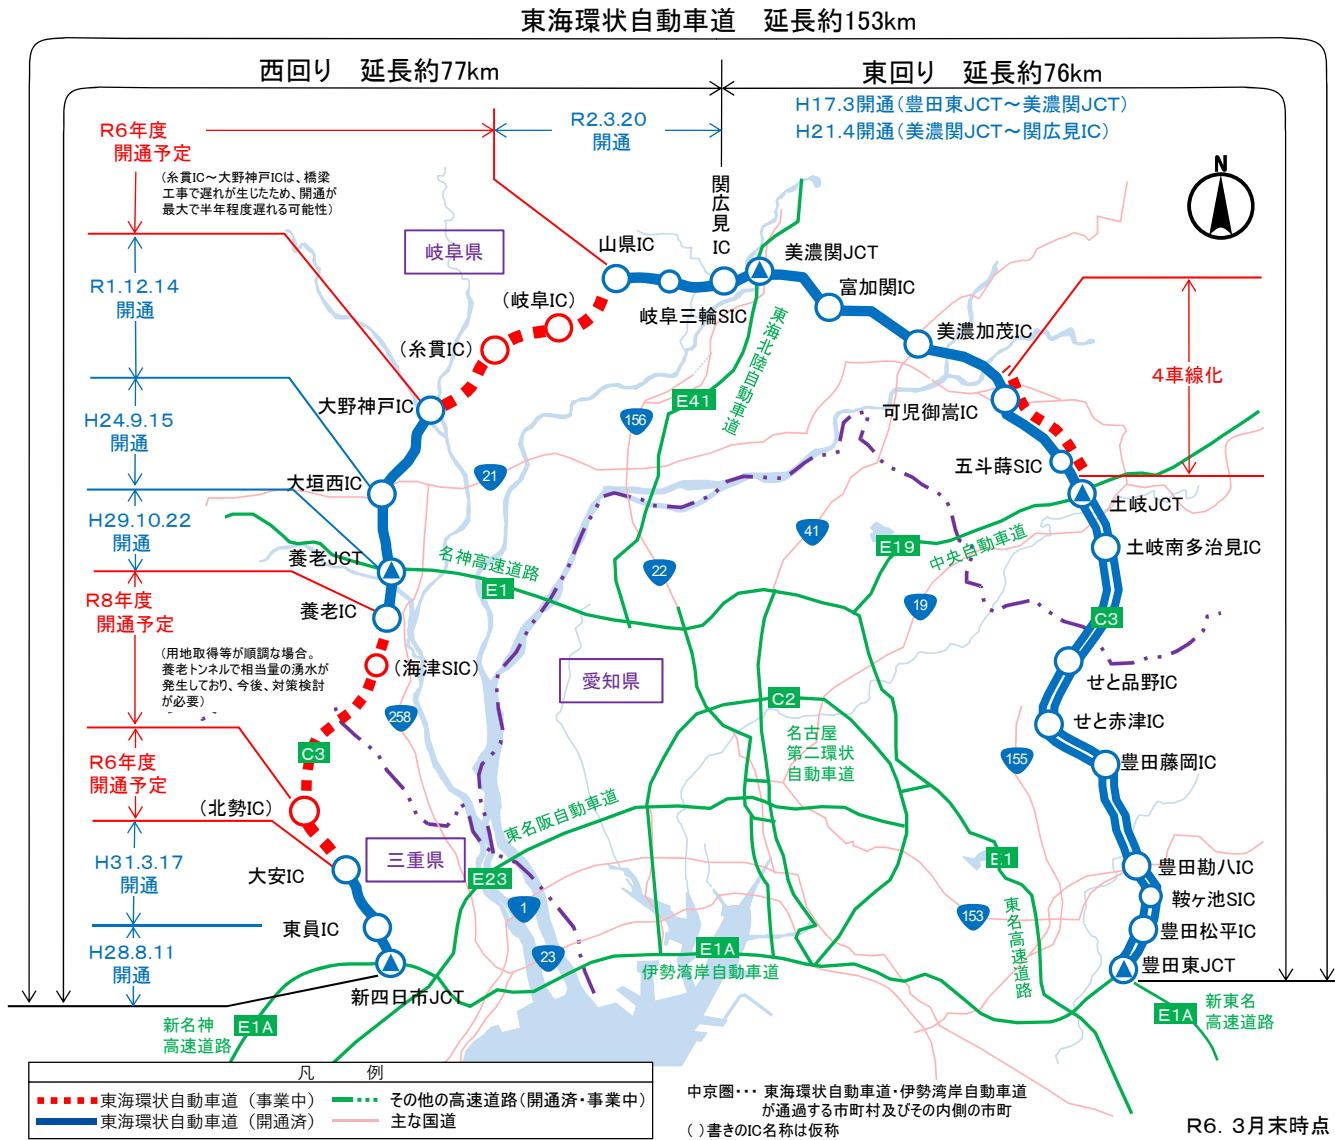 東海環状自動車道　延長約153km
西回り　延長約77km
東回り　延長約76km
H17.3開通(豊田東JCT～美濃関JCT)
H21.4開通(美濃関JCT～関広見IC)
R6年度
開通予定
R2.3.20
開通
(糸貫IC～大野神戸ICは、橋梁
工事で遅れが生じたため、開通が
最大で半年程度遅れる可能性)
N
関広見IC
岐阜県
山県IC
美濃関JCT
R1.12.14
開通
富加関IC
(岐阜IC)
岐阜三輪SIC
美濃加茂IC
(糸貫IC)
東海北陸自動車道
4車線化
E41
大野神戸IC
可児御嵩IC
H24.9.15
開通
156
五斗蒔SIC
21
大垣西IC
土岐JCT
H29.10.22
開通
41
E19
中央自動車道
土岐南多治見IC
養老JCT
名神高速道路
E1
22
R8年度
開通予定
養老IC
19
C3
(用地取得等が順調な場合。
養老トンネルで相当量の湧水が
発生しており、今後、対策検討
が必要)
(海津SIC)
愛知県
せと品野IC
C2
258
せと赤津IC
名古屋
第二環状
自動車道
C3
155
豊田藤岡IC
R6年度
開通予定
(北勢IC)
東名阪自動車道
三重県
E1
H31.3.17
開通
大安IC
E23
豊田勘八IC
鞍ヶ池SIC
1
153
東名高速道路
東員IC
豊田松平IC
H28.8.11
開通
23
E1A
伊勢湾岸自動車道
豊田東JCT
新四日市JCT
新名神
高速道路
E1A
E1A
新東名
高速道路
凡　例
東海環状自動車道 (事業中)
その他の高速道路(開通済・事業中)
東海環状自動車道 (開通済)
主な国道
中京圏・・・ 東海環状自動車道・伊勢湾岸自動車道
が通過する市町村及びその内側の市町
( )書きのIC名称は仮称
R6. 3月末時点